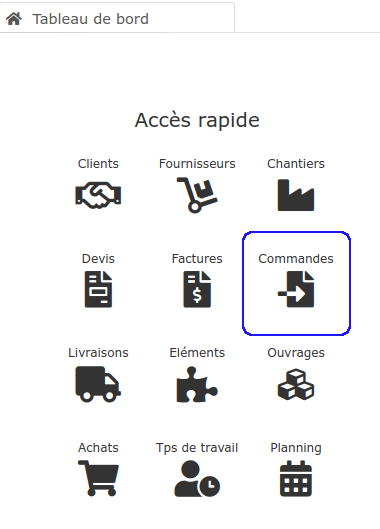 Tableau de bord
Accès rapide
Clients Fournisseurs Chantiers
Devis Factures Commandes
Livraisons Eléments Ouvrages
Achats Tps de travail Planning